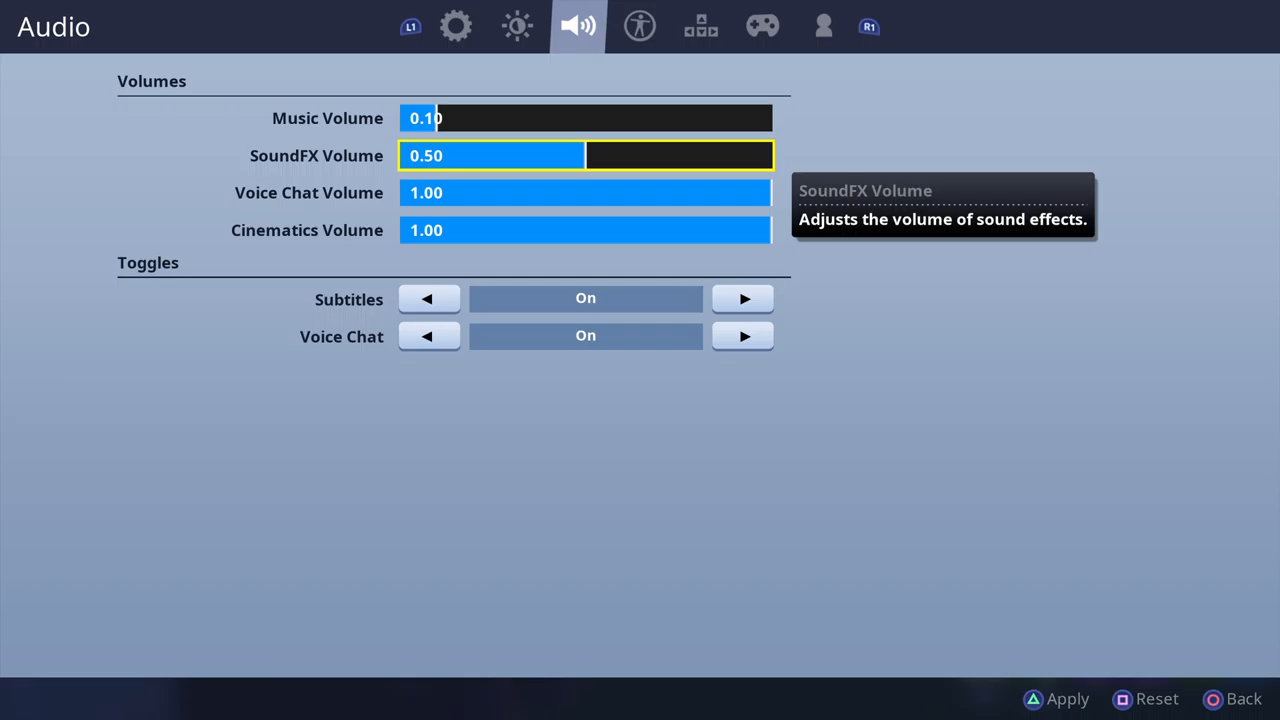 Audio
L1
R1
Volumes
Music Volume 0.10
SoundFX Volume 0.50
Voice Chat Volume 1.00
Cinematics Volume 1.00
SoundFX Volume
Adjusts the volume of sound effects.
Toggles
Subtitles On
Voice Chat On
Apply Reset Back